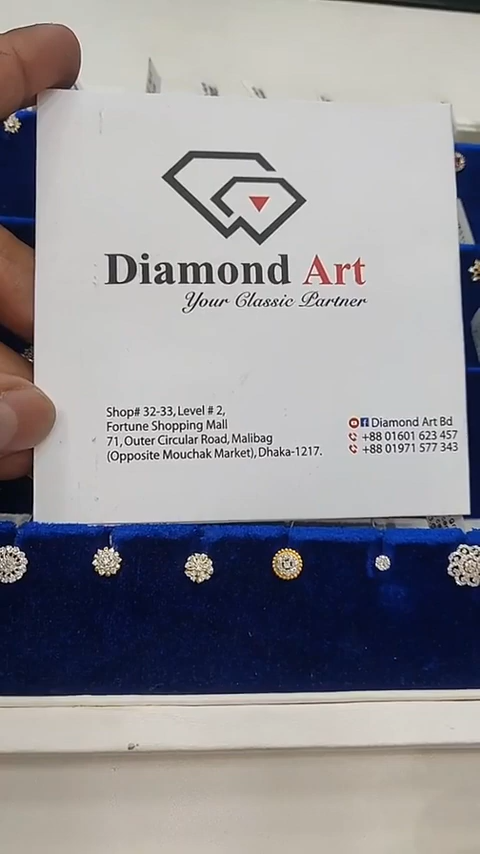 Diamond Art
Your Classic Partner
Shop# 32-33, Level # 2,
Fortune Shopping Mall
71, Outer Circular Road, Malibag
(Opposite Mouchak Market), Dhaka-1217.
Diamond Art Bd
+88 01601 623 457
+88 01971 577 343